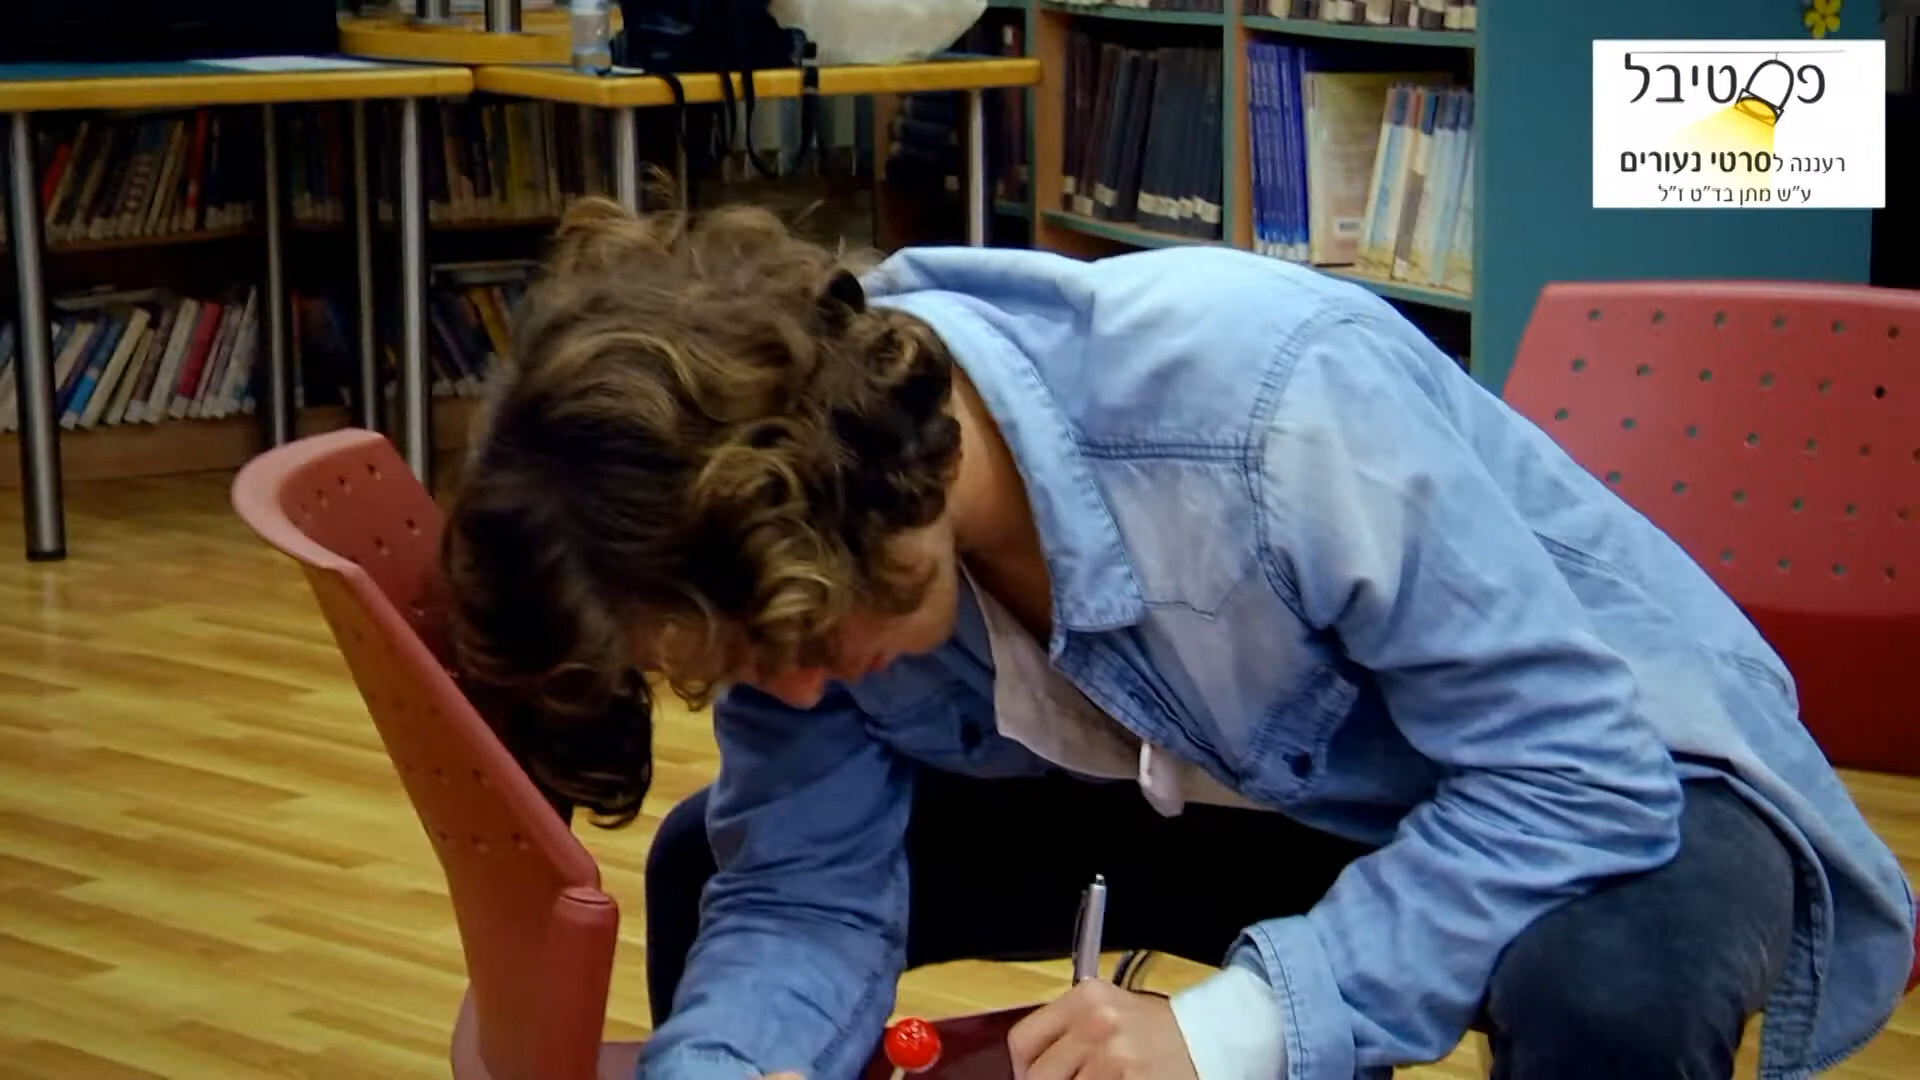 פסטיבל
רעננה לסרטי נעורים
ע״ש מתן בד״ט ז״ל